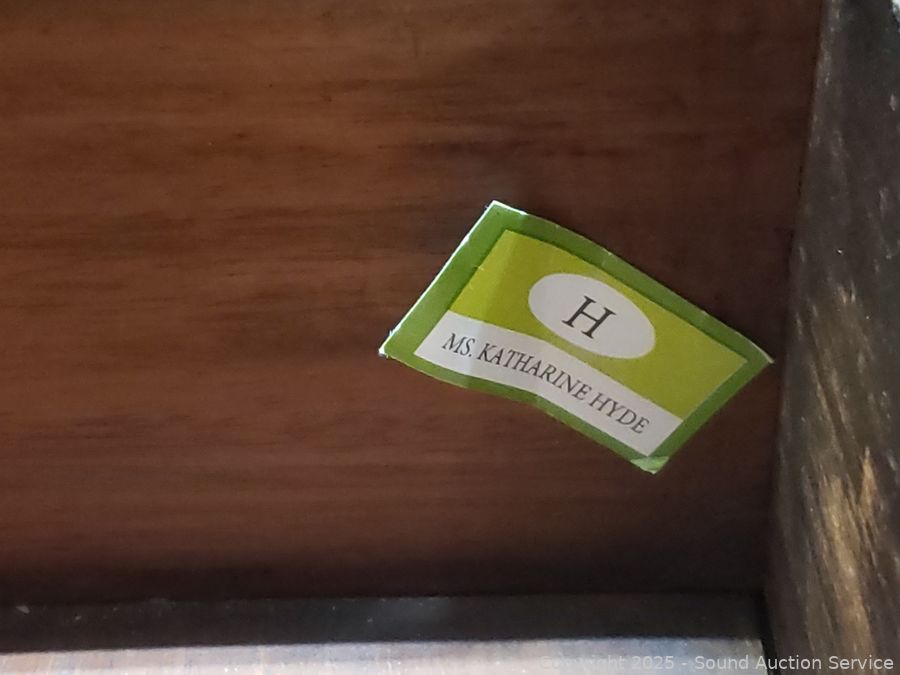 H
MS. KATHARINE HYDE
Copyright 2025 - Sound Auction Service